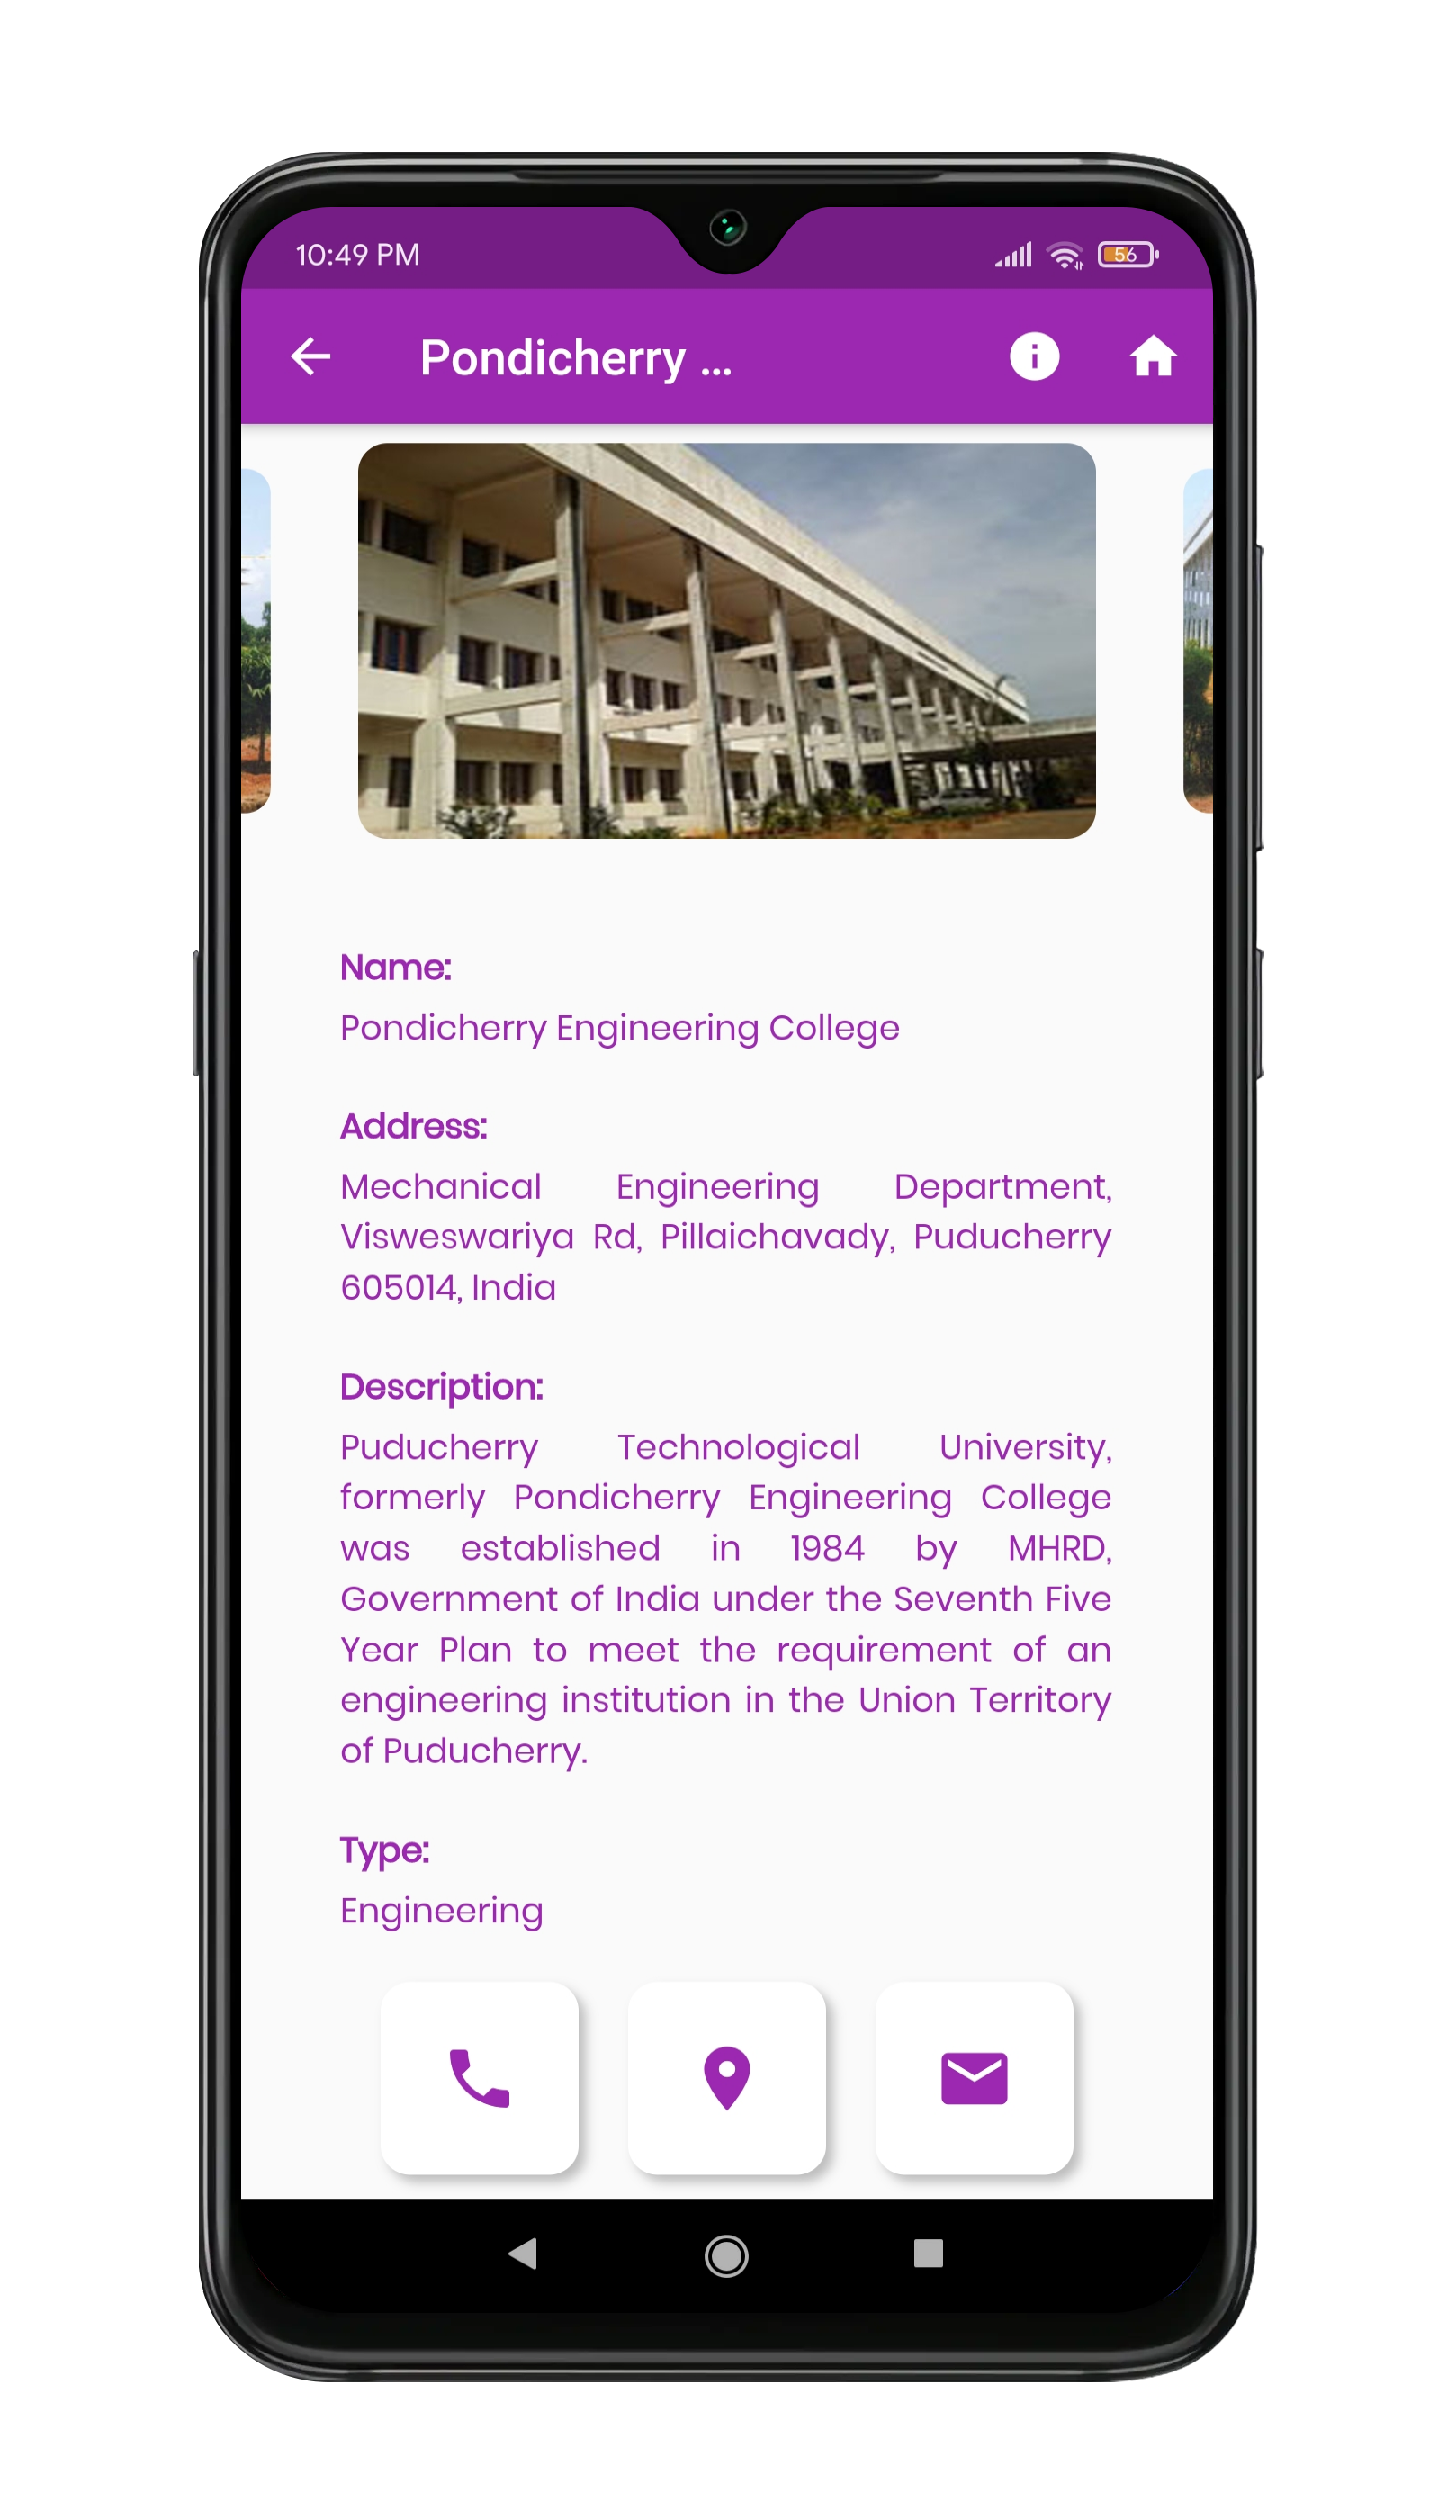 10:49 PM
56
Pondicherry ...
Name:
Pondicherry Engineering College
Address:
Mechanical Engineering Department,
Visweswariya Rd, Pillaichavady, Puducherry
605014, India
Description:
Puducherry Technological University,
formerly Pondicherry Engineering College
was established in 1984 by MHRD,
Government of India under the Seventh Five
Year Plan to meet the requirement of an
engineering institution in the Union Territory
of Puducherry.
Type:
Engineering